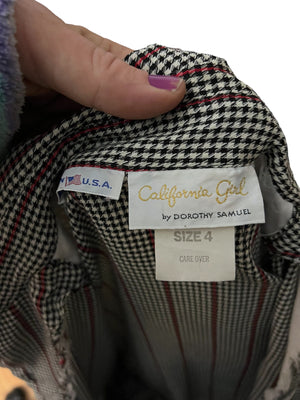 U.S.A.
California Girl
by DOROTHY SAMUEL
SIZE 4
CARE OVER